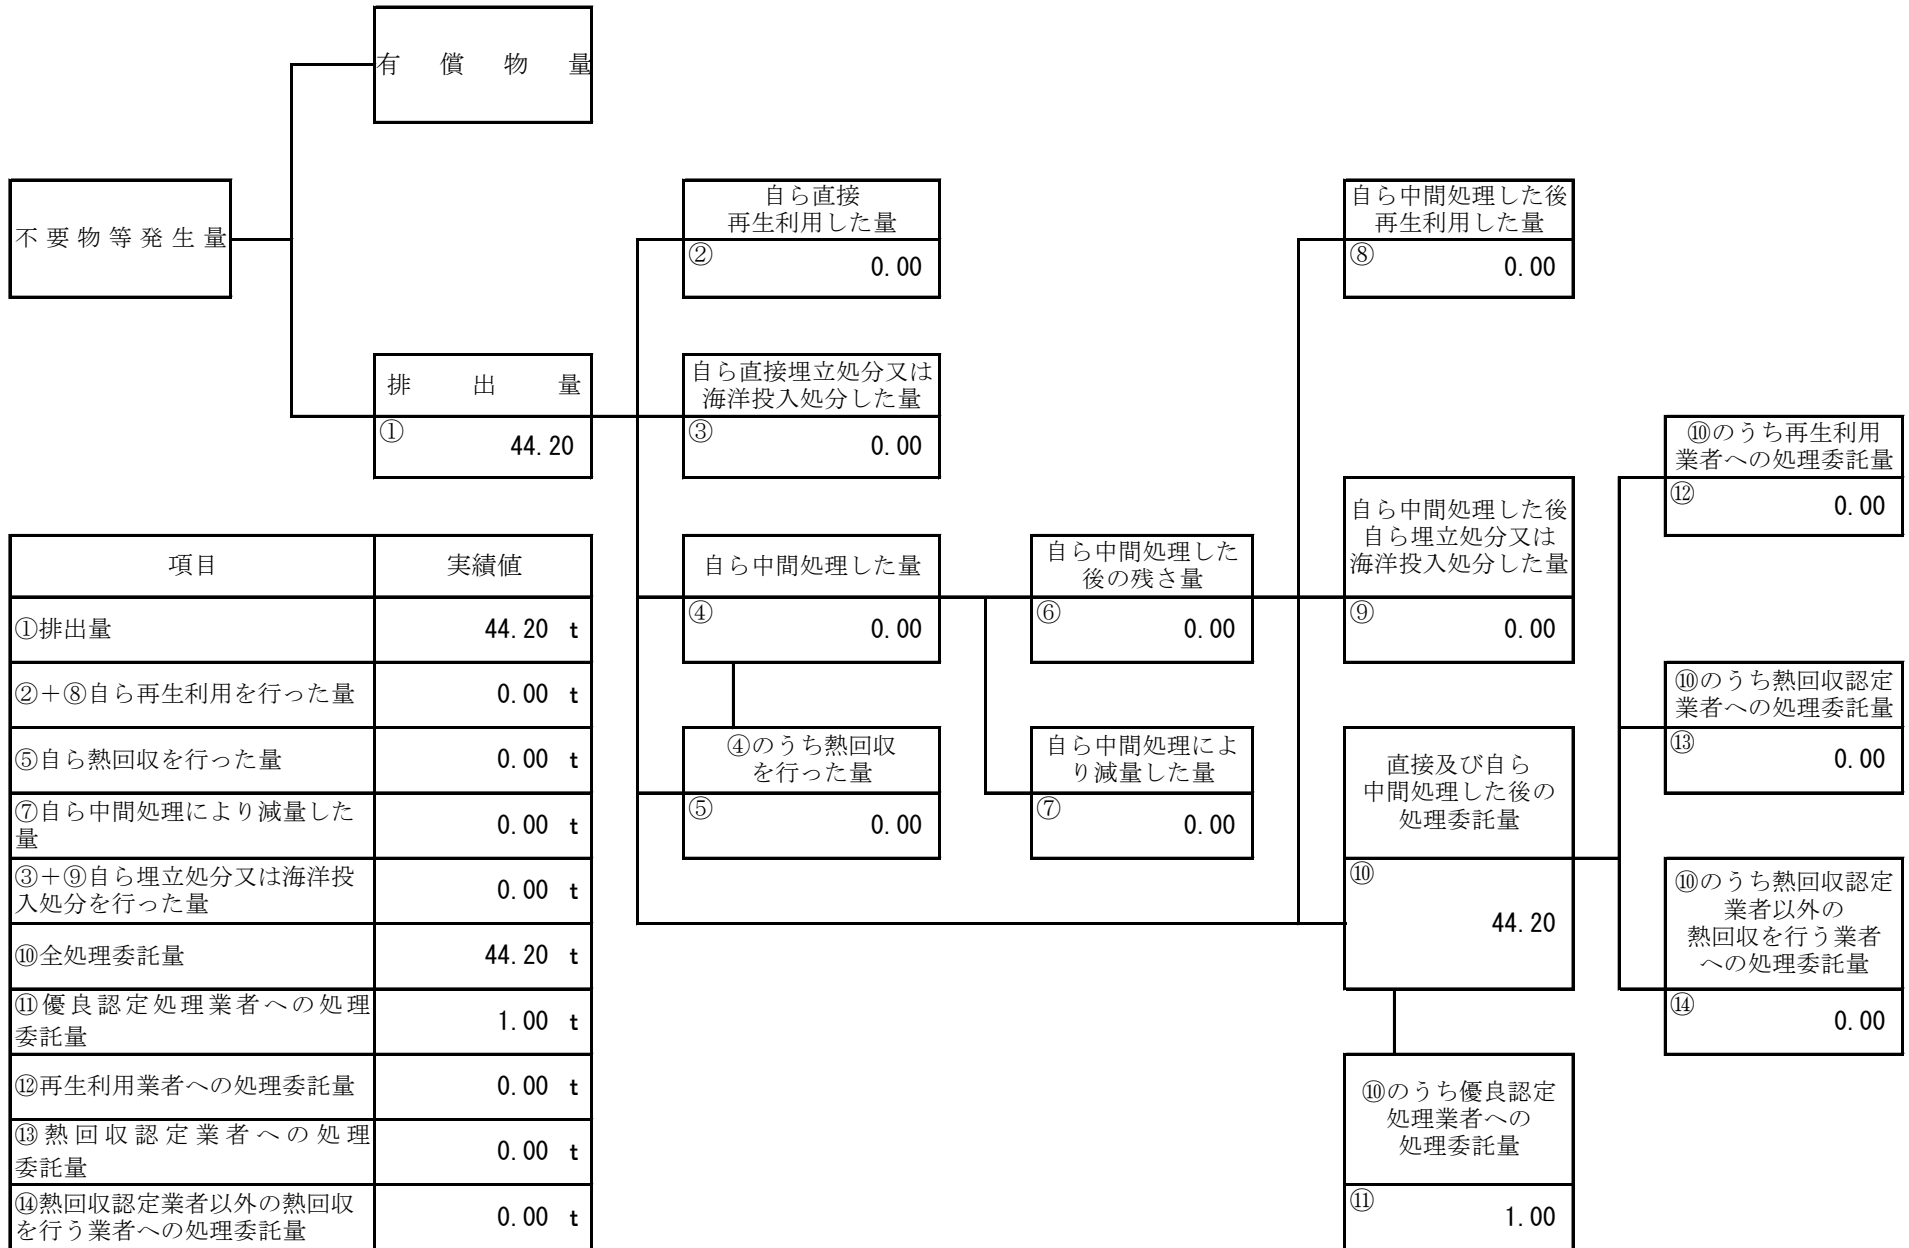 有償物量
不要物等発生量
自ら直接
再生利用した量
②
0.00
自ら中間処理した後
再生利用した量
⑧
0.00
排出量
①
44.20
自ら直接埋立処分又は
海洋投入処分した量
③
0.00
⑩のうち再生利用
業者への処理委託量
⑫
0.00
自ら中間処理した量
④
0.00
自ら中間処理した
後の残さ量
⑥
0.00
自ら中間処理した後
自ら埋立処分又は
海洋投入処分した量
⑨
0.00
⑩のうち熱回収認定
業者への処理委託量
⑬
0.00
④のうち熱回収
を行った量
⑤
0.00
自ら中間処理によ
り減量した量
⑦
0.00
直接及び自ら
中間処理した後の
処理委託量
⑩
44.20
⑩のうち熱回収認定
業者以外の
熱回収を行う業者
への処理委託量
⑭
0.00
⑩のうち優良認定
処理業者への
処理委託量
⑪
1.00
項目 実績値
①排出量 44.20 t
②＋⑧自ら再生利用を行った量 0.00 t
⑤自ら熱回収を行った量 0.00 t
⑦自ら中間処理により減量した
量 0.00 t
③＋⑨自ら埋立処分又は海洋投
入処分を行った量 0.00 t
⑩全処理委託量 44.20 t
⑪優良認定処理業者への処理
委託量 1.00 t
⑫再生利用業者への処理委託量 0.00 t
⑬熱回収認定業者への処理
委託量 0.00 t
⑭熱回収認定業者以外の熱回収
を行う業者への処理委託量 0.00 t